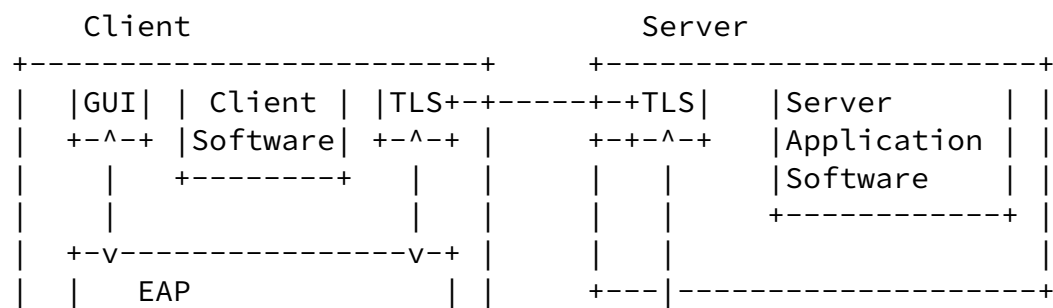 Client                         Server
+-------------------------+     +------------------------+
|  |GUI|  | Client |  |TLS+-+-----+-+TLS|   |Server      | |
|  +-^-+  |Software|  +-^-+ |     +-+-^-+   |Application | |
|    |    +--------+    |   |     |   |     |Software    | |
|    |                  |   |     |   |     +------------+ |
|  +-v----------------v-+ |     |   |                    |
|  |   EAP              | |     +---|--------------------+